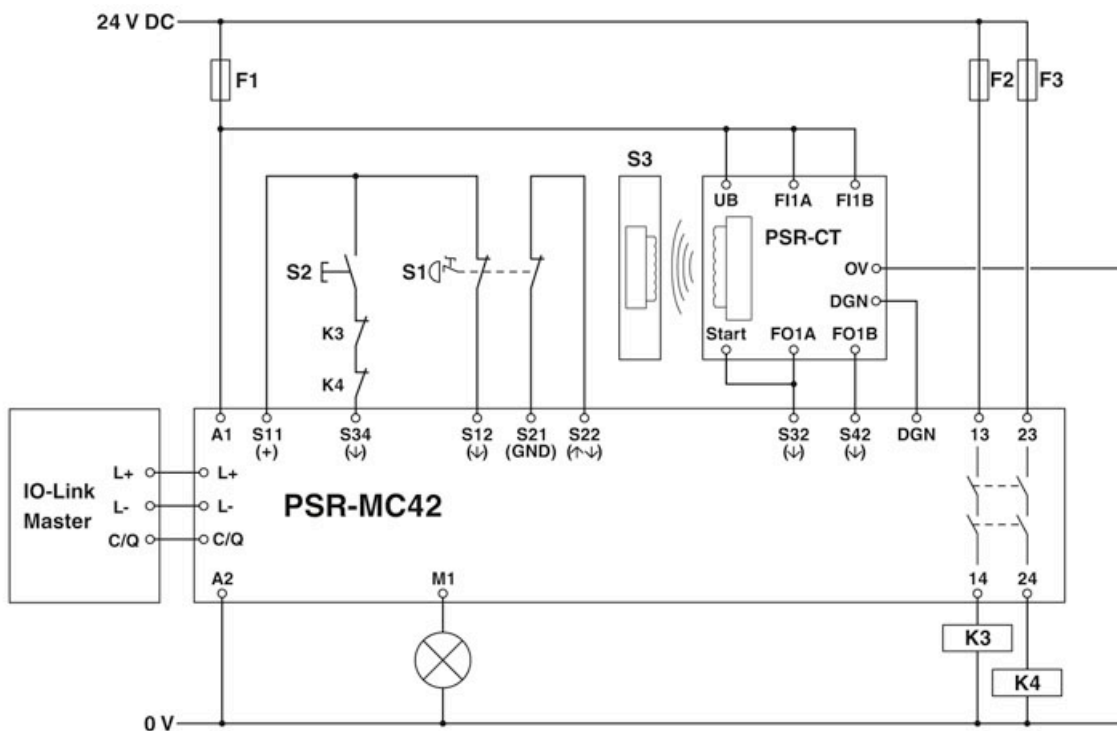 24 V DC
F1
F2
F3
S3
UB
FI1A
FI1B
PSR-CT
S2
S1
OV
DGN
K3
Start
FO1A
FO1B
K4
A1
S11
(+)
S34
(↓)
S12
(↓)
S21
(GND)
S22
(↑↓)
S32
(↓)
S42
(↓)
DGN
13
23
IO-Link
Master
L+
L+
L-
L-
C/Q
C/Q
PSR-MC42
A2
M1
14
24
K3
K4
0 V